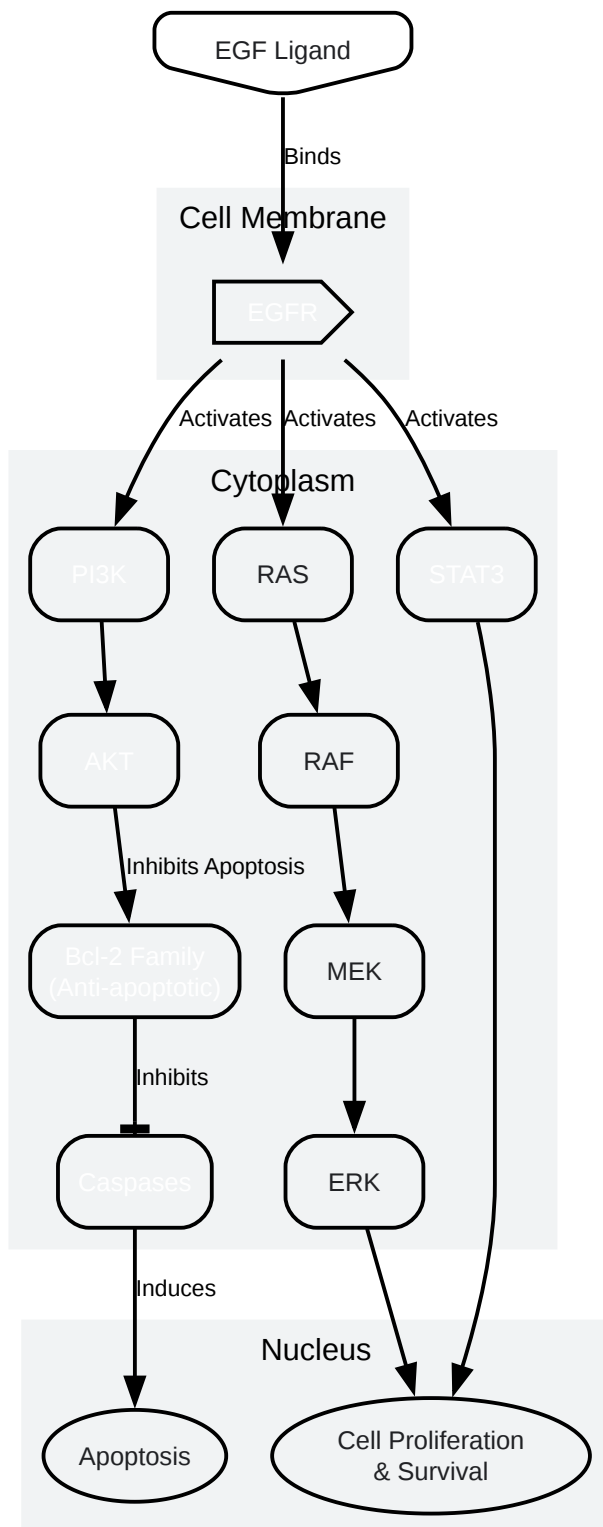 EGF Ligand
Binds
Cell Membrane
EGFR
Activates
Activates
Activates
Cytoplasm
PI3K
RAS
STAT3
AKT
RAF
Inhibits Apoptosis
Bcl-2 Family
(Anti-apoptotic)
MEK
Inhibits
Caspases
ERK
Induces
Nucleus
Apoptosis
Cell Proliferation
& Survival